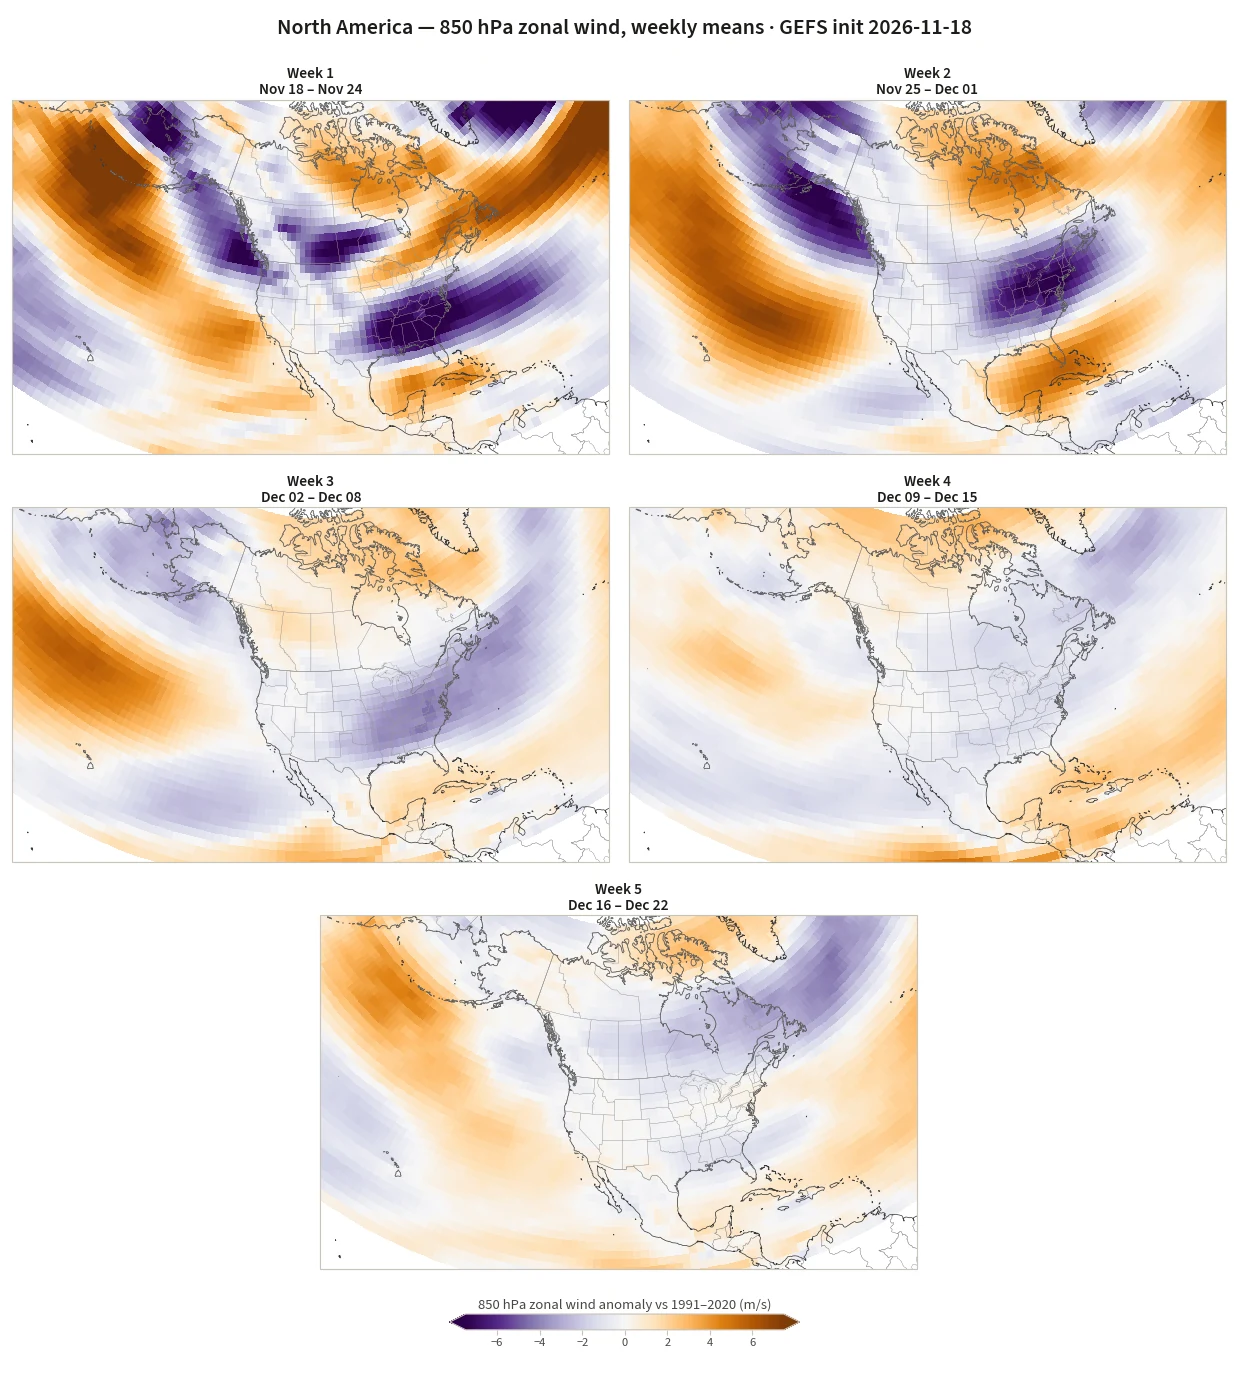 North America — 850 hPa zonal wind, weekly means · GEFS init 2026-11-18
Week 1
Nov 18 – Nov 24
Week 2
Nov 25 – Dec 01
Week 3
Dec 02 – Dec 08
Week 4
Dec 09 – Dec 15
Week 5
Dec 16 – Dec 22
850 hPa zonal wind anomaly vs 1991–2020 (m/s)
−6 −4 −2 0 2 4 6